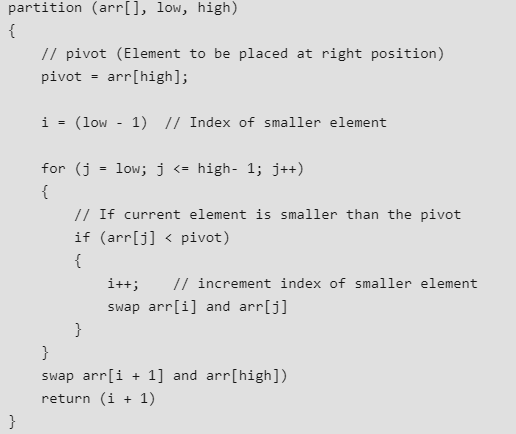 partition (arr[], low, high)
{
    // pivot (Element to be placed at right position)
    pivot = arr[high];

    i = (low - 1)  // Index of smaller element

    for (j = low; j <= high- 1; j++)
    {
        // If current element is smaller than the pivot
        if (arr[j] < pivot)
        {
            i++;    // increment index of smaller element
            swap arr[i] and arr[j]
        }
    }
    swap arr[i + 1] and arr[high])
    return (i + 1)
}